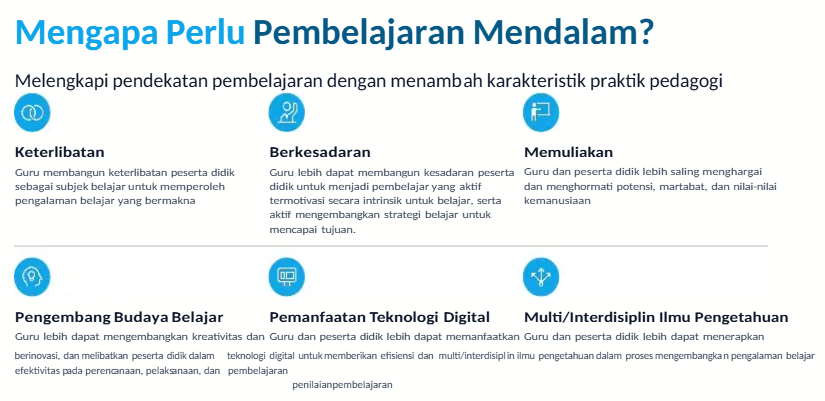 Mengapa Perlu Pembelajaran Mendalam?
Melengkapi pendekatan pembelajaran dengan menambah karakteristik praktik pedagogi
Keterlibatan
Guru membangun keterlibatan peserta didik
sebagai subjek belajar untuk memperoleh
pengalaman belajar yang bermakna
Berkesadaran
Guru lebih dapat membangun kesadaran peserta
didik untuk menjadi pembelajar yang aktif
termotivasi secara intrinsik untuk belajar, serta
aktif mengembangkan strategi belajar untuk
mencapai tujuan.
Memuliakan
Guru dan peserta didik lebih saling menghargai
dan menghormati potensi, martabat, dan nilai-nilai
kemanusiaan
Pengembang Budaya Belajar
Guru lebih dapat mengembangkan kreativitas dan
berinovasi, dan melibatkan peserta didik dalam
efektivitas pada perencanaan, pelaksanaan, dan
penilaianpembelajaran
Pemanfaatan Teknologi Digital
Guru dan peserta didik lebih dapat memanfaatkan
teknologi digital untuk memberikan efisiensi dan
pembelajaran
Multi/Interdisiplin Ilmu Pengetahuan
Guru dan peserta didik lebih dapat menerapkan
multi/interdisiplin ilmu pengetahuan dalam proses mengembangkan pengalaman belajar